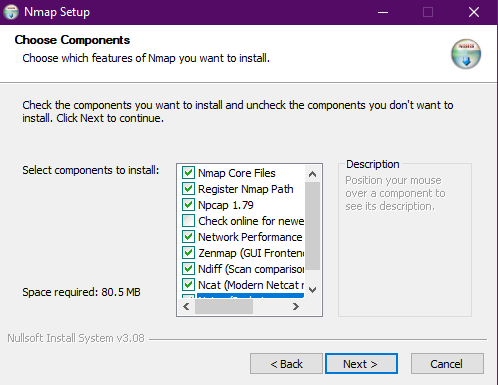 Nmap Setup
Choose Components
Choose which features of Nmap you want to install.
Check the components you want to install and uncheck the components you don't want to
install. Click Next to continue.
Select components to install:
Nmap Core Files
Register Nmap Path
Npcap 1.79
Check online for newe
Network Performance
Zenmap (GUI Frontend
Ndiff (Scan comparison
Ncat (Modern Netcat r
Description
Position your mouse
over a component to
see its description.
Space required: 80.5 MB
Nullsoft Install System v3.08
< Back
Next >
Cancel